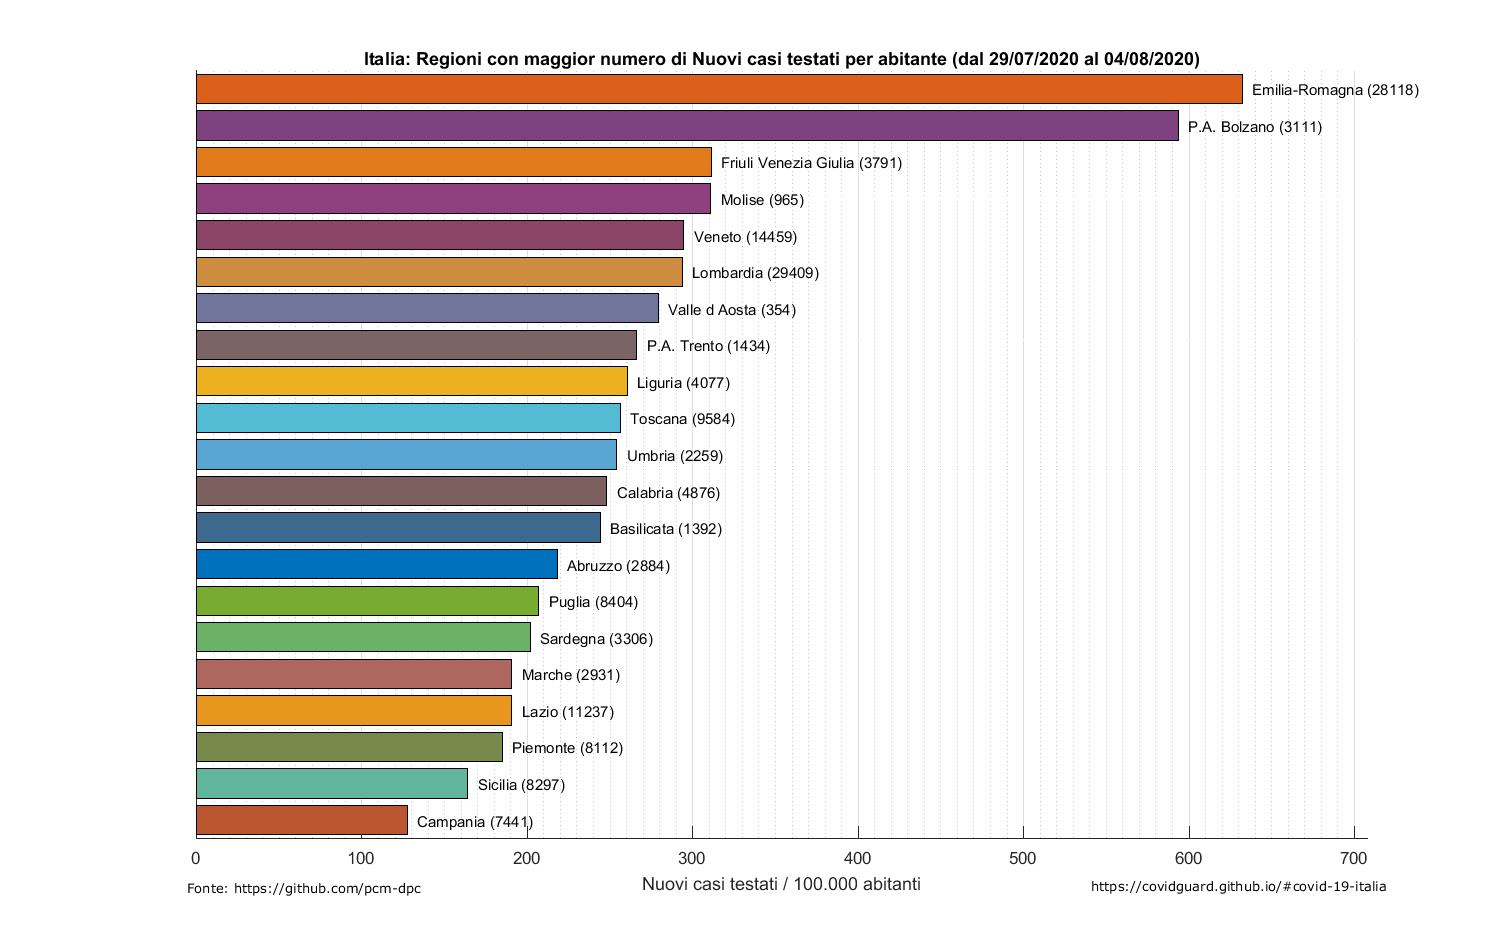 Italia: Regioni con maggior numero di Nuovi casi testati per abitante (dal 29/07/2020 al 04/08/2020)
Emilia-Romagna (28118)
P.A. Bolzano (3111)
Friuli Venezia Giulia (3791)
Molise (965)
Veneto (14459)
Lombardia (29409)
Valle d Aosta (354)
P.A. Trento (1434)
Liguria (4077)
Toscana (9584)
Umbria (2259)
Calabria (4876)
Basilicata (1392)
Abruzzo (2884)
Puglia (8404)
Sardegna (3306)
Marche (2931)
Lazio (11237)
Piemonte (8112)
Sicilia (8297)
Campania (7441)
0 100 200 300 400 500 600 700
Nuovi casi testati / 100.000 abitanti
Fonte: https://github.com/pcm-dpc
https://covidguard.github.io/#covid-19-italia